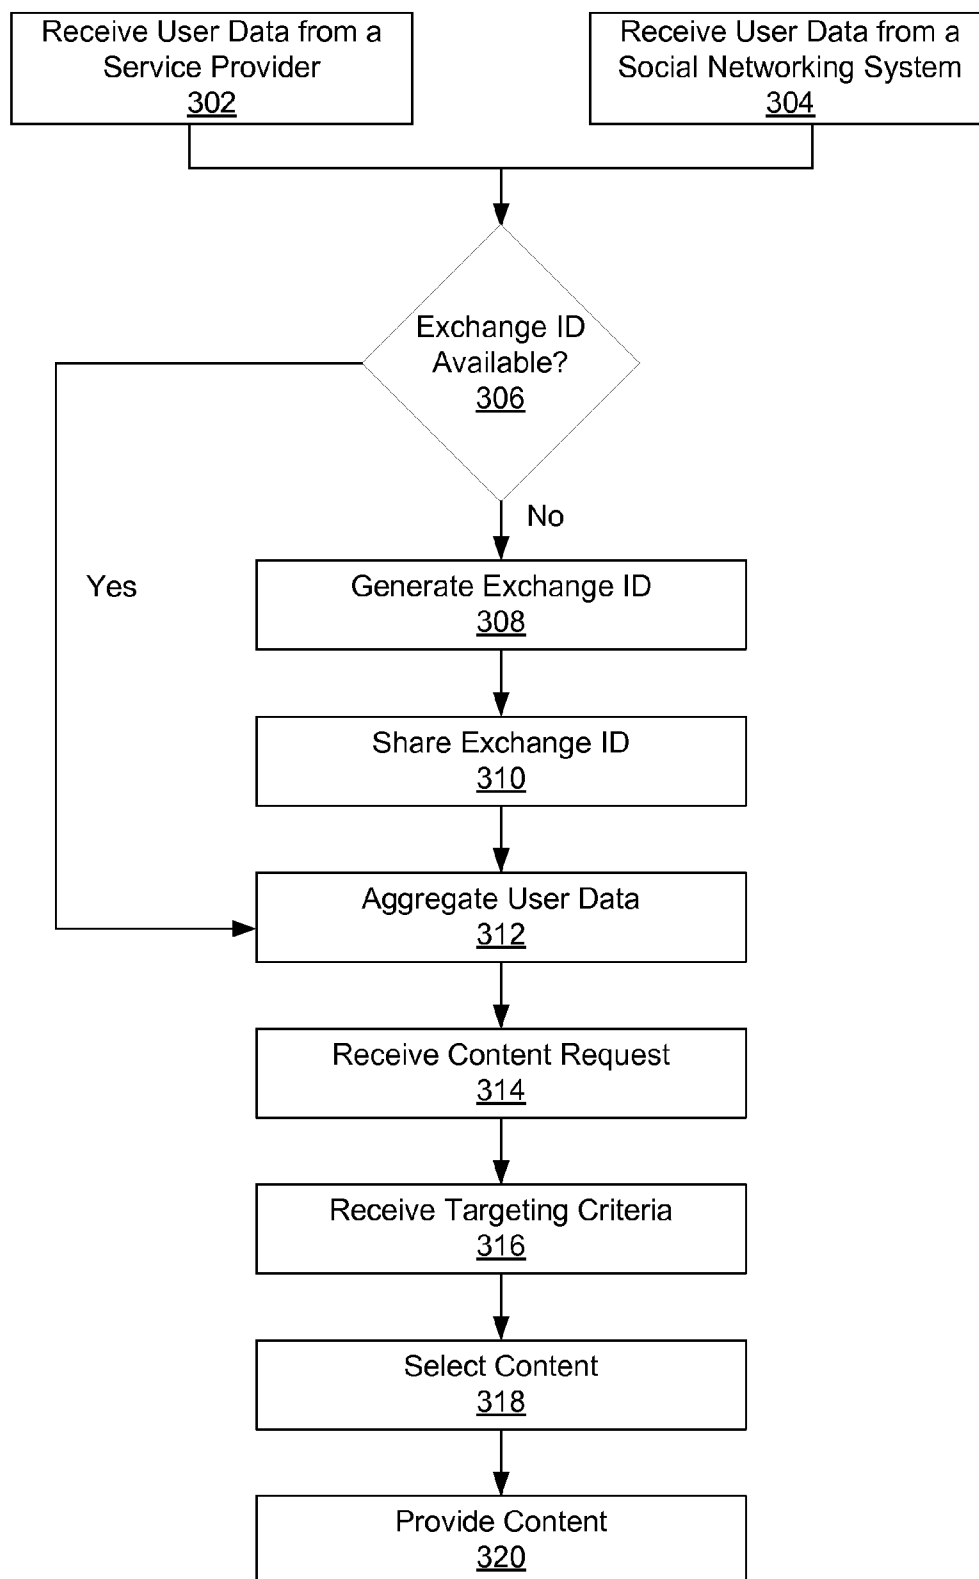 Receive User Data from a
Service Provider
302
Receive User Data from a
Social Networking System
304
Exchange ID
Available?
306
No
Yes
Generate Exchange ID
308
Share Exchange ID
310
Aggregate User Data
312
Receive Content Request
314
Receive Targeting Criteria
316
Select Content
318
Provide Content
320